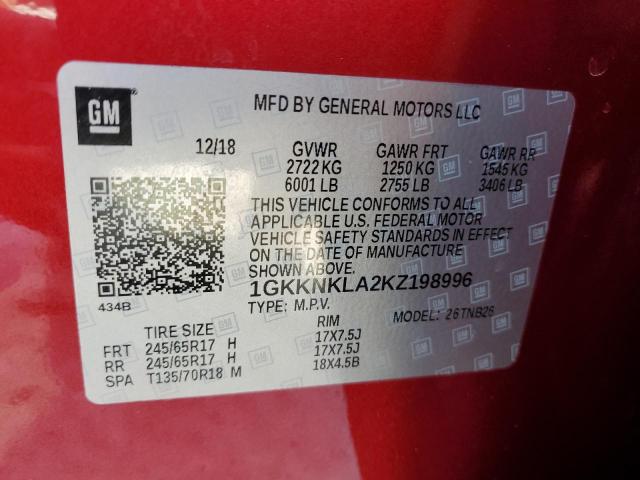 GM
MFD BY GENERAL MOTORS LLC
12/18 GVWR GAWR FRT GAWR RR
2722 KG 1250 KG 1545 KG
6001 LB 2755 LB 3406 LB
THIS VEHICLE CONFORMS TO ALL
APPLICABLE U.S. FEDERAL MOTOR
VEHICLE SAFETY STANDARDS IN EFFECT
ON THE DATE OF MANUFACTURE
SHOWN ABOVE.
1GKKNKLA2KZ198996
434B
TYPE: M.P.V. MODEL: 26TNB26
TIRE SIZE RIM
FRT 245/65R17 H 17X7.5J
RR 245/65R17 H 17X7.5J
SPA T135/70R18 M 18X4.5B